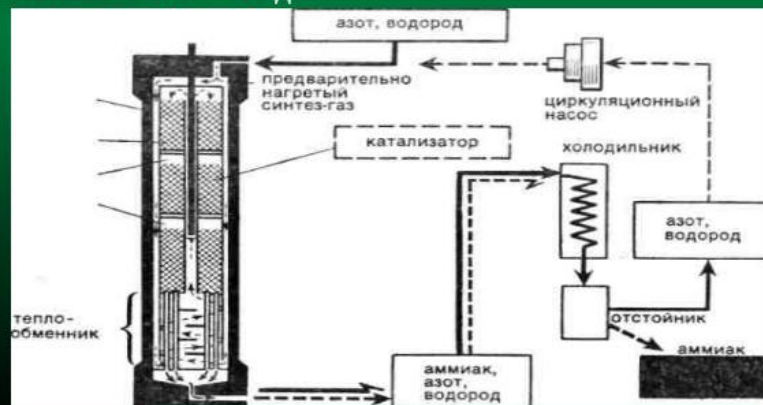 азот, водород
предварительно
нагретый
синтез-газ
циркуляционный
насос
катализатор
холодильник
азот,
водород
тепло-
обменник
отстойник
аммиак
аммиак,
азот,
водород